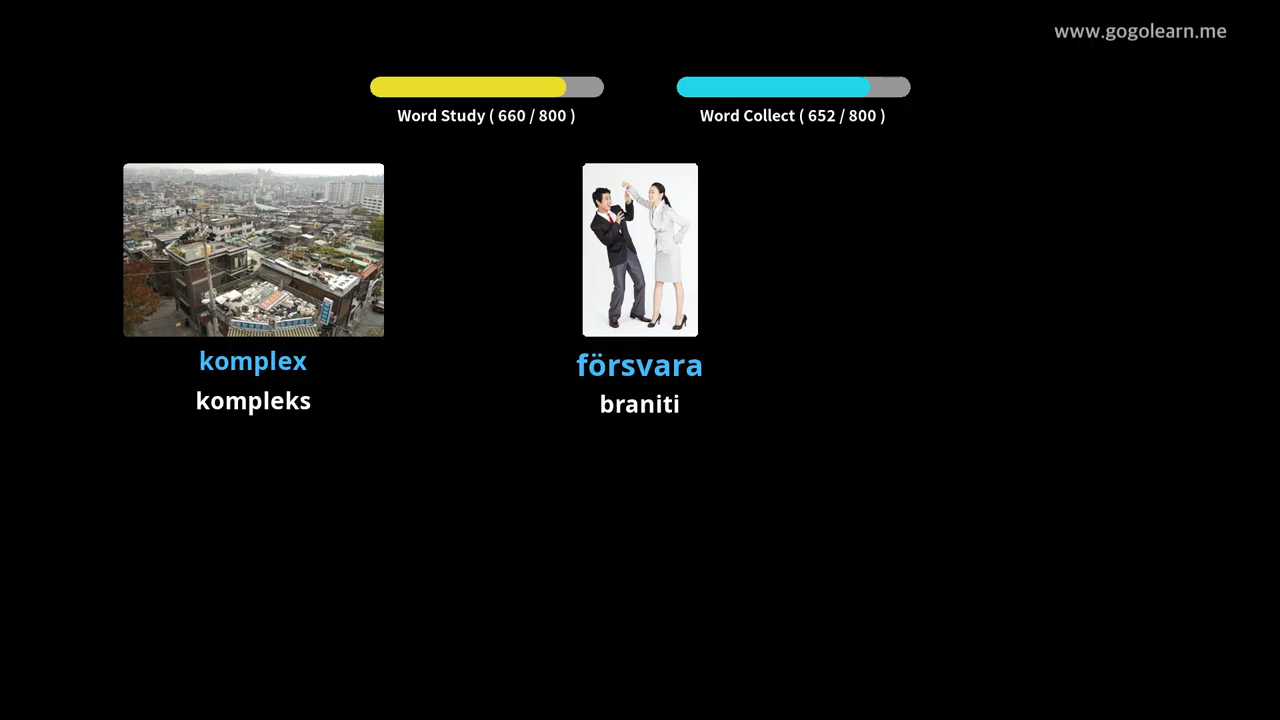 www.gogolearn.me
Word Study ( 660 / 800 )
Word Collect ( 652 / 800 )
komplex
kompleks
försvara
braniti